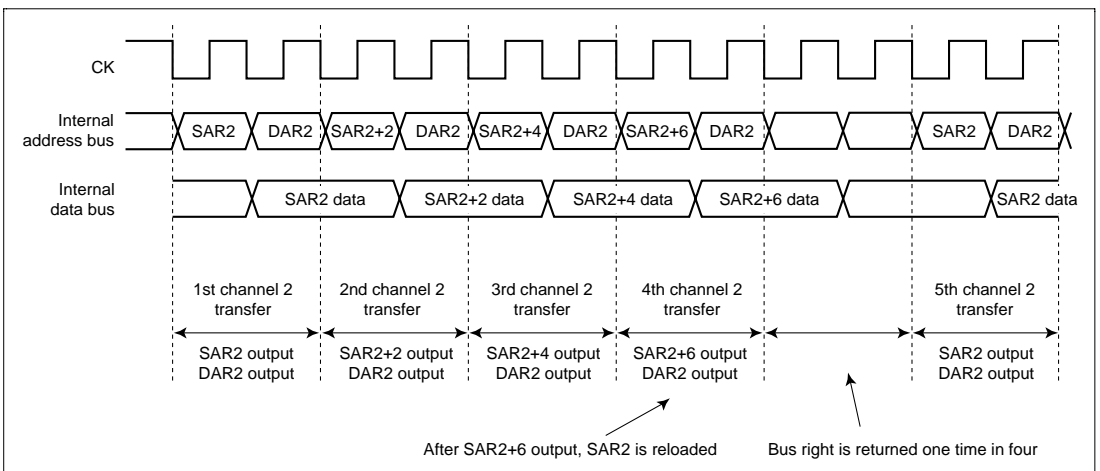 CK
Internal
address bus
SAR2 DAR2 SAR2+2 DAR2 SAR2+4 DAR2 SAR2+6 DAR2 SAR2 DAR2
Internal
data bus
SAR2 data SAR2+2 data SAR2+4 data SAR2+6 data SAR2 data
1st channel 2
transfer
2nd channel 2
transfer
3rd channel 2
transfer
4th channel 2
transfer
5th channel 2
transfer
SAR2 output
DAR2 output
SAR2+2 output
DAR2 output
SAR2+4 output
DAR2 output
SAR2+6 output
DAR2 output
SAR2 output
DAR2 output
After SAR2+6 output, SAR2 is reloaded
Bus right is returned one time in four